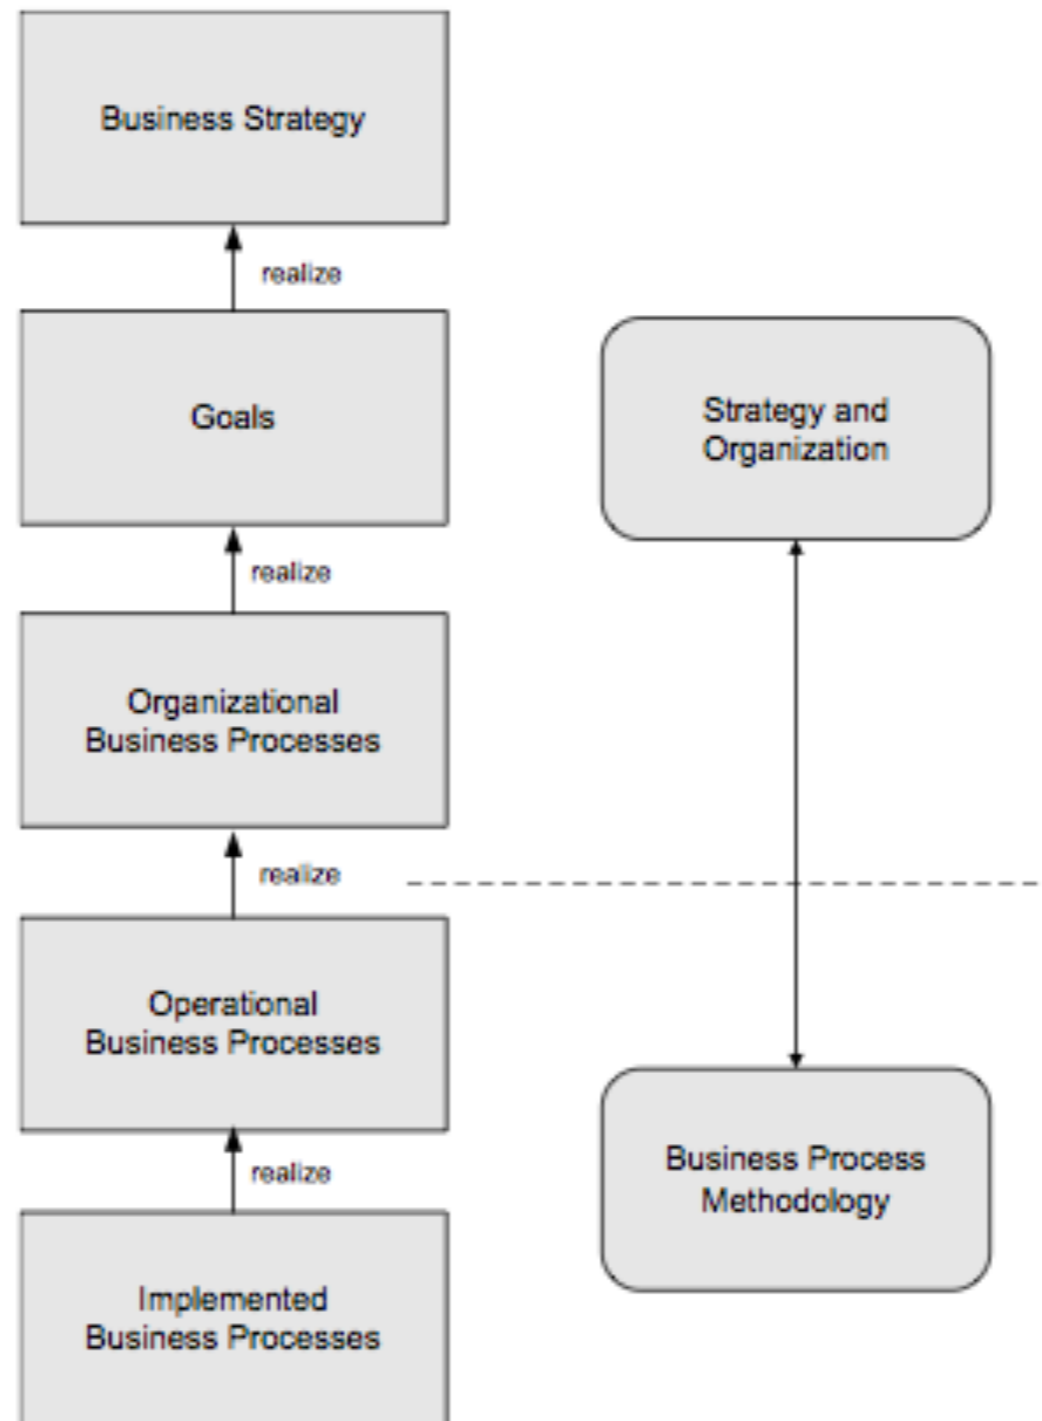 Business Strategy
realize
Goals
realize
Organizational
Business Processes
realize
Operational
Business Processes
realize
Implemented
Business Processes
Strategy and
Organization
Business Process
Methodology